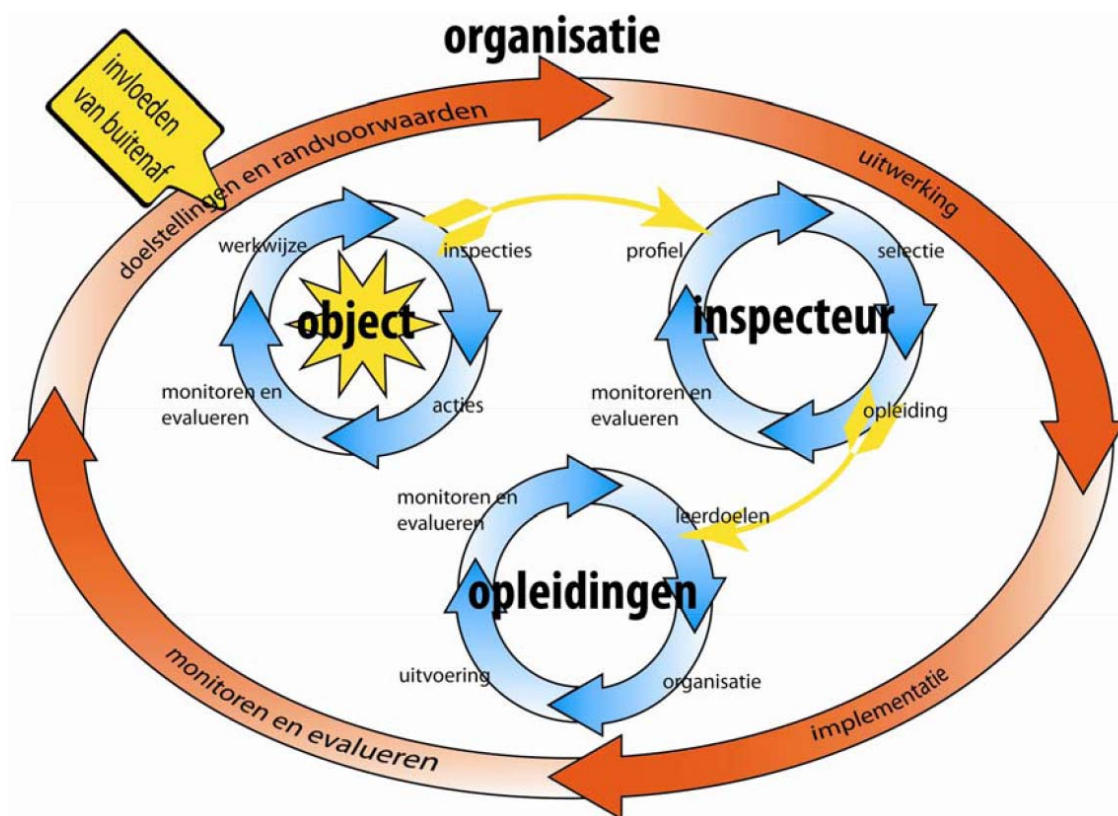 organisatie
invloeden
van buitenaf
doelstellingen en randvoorwaarden
uitwerking
implementatie
monitoren en evalueren
werkwijze
inspecties
object
monitoren en
evalueren
acties
profiel
selectie
inspecteur
monitoren en
evalueren
opleiding
monitoren en
evalueren
leerdoelen
opleidingen
uitvoering
organisatie